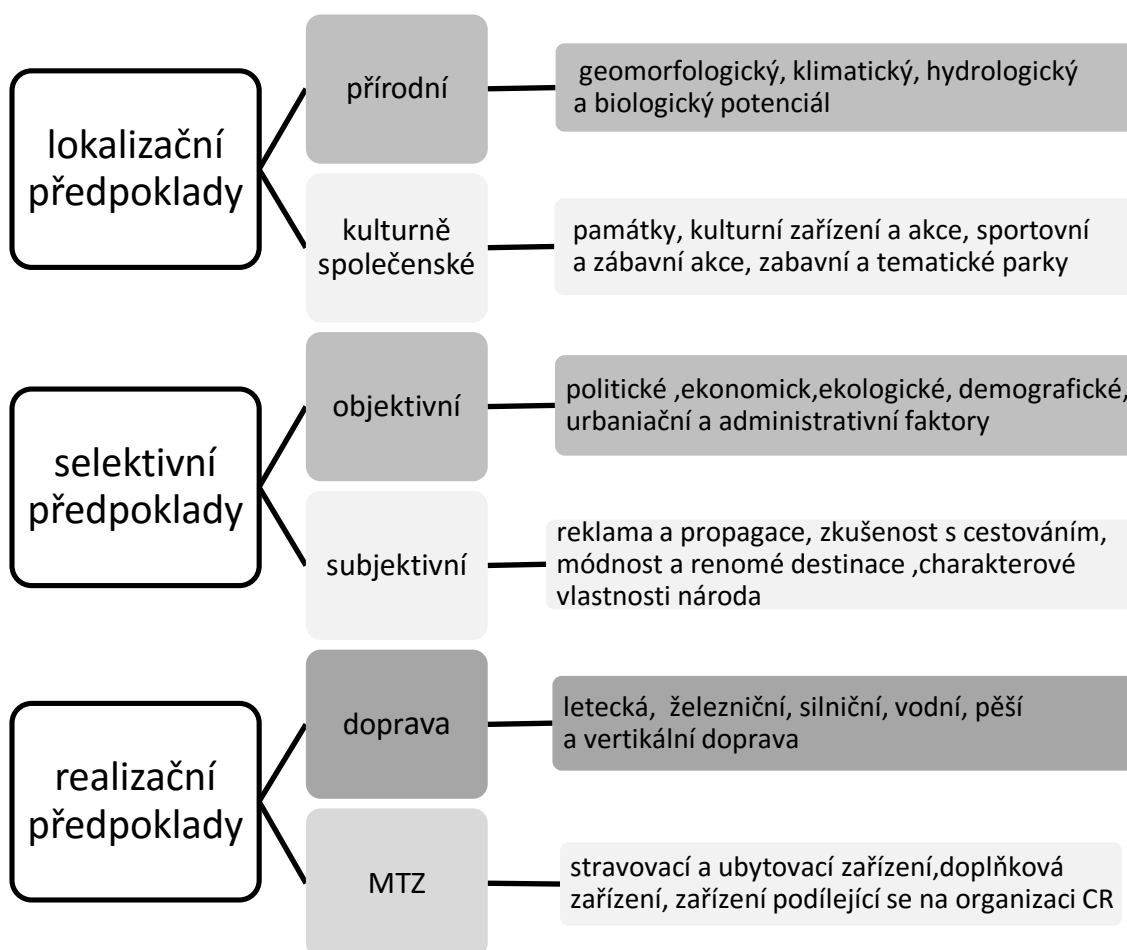 lokalizační
předpoklady
přírodní
geomorfologický, klimatický, hydrologický
a biologický potenciál
kulturně
společenské
památky, kulturní zařízení a akce, sportovní
a zábavní akce, zabavní a tematické parky
selektivní
předpoklady
objektivní
politické ,ekonomick,ekologické, demografické,
urbaniační a administrativní faktory
subjektivní
reklama a propagace, zkušenost s cestováním,
módnost a renomé destinace ,charakterové
vlastnosti národa
realizační
předpoklady
doprava
letecká, železniční, silniční, vodní, pěší
a vertikální doprava
MTZ
stravovací a ubytovací zařízení,doplňková
zařízení, zařízení podílející se na organizaci CR